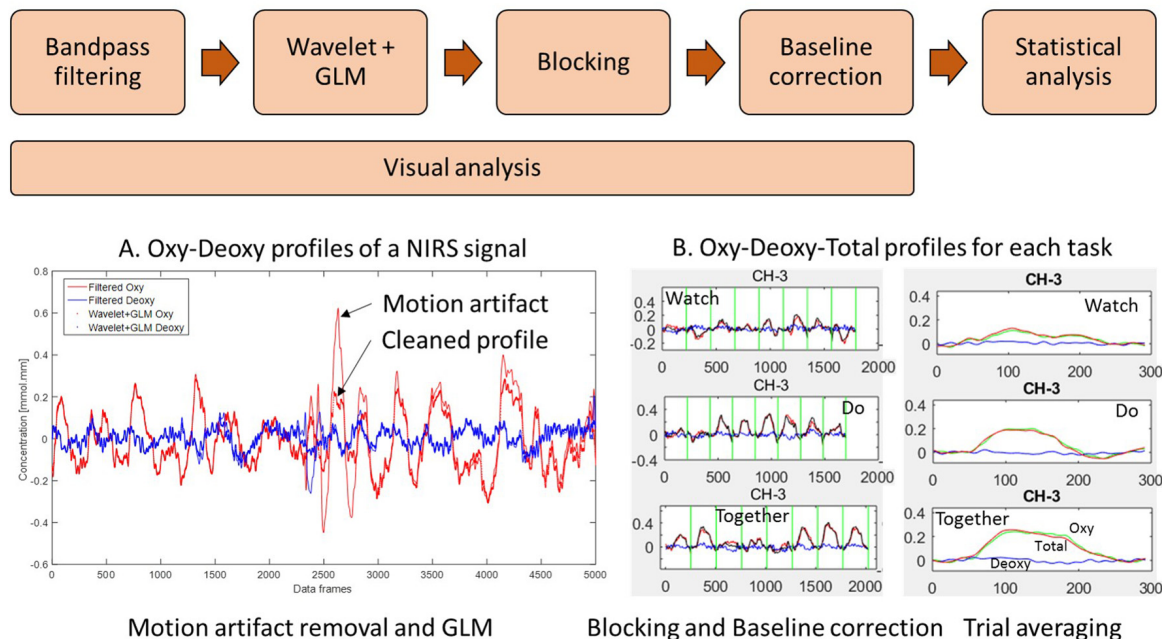 Bandpass
filtering
Wavelet +
GLM
Blocking
Baseline
correction
Statistical
analysis
Visual analysis
A. Oxy-Deoxy profiles of a NIRS signal
0.8
0.6
0.4
0.2
0
-0.2
-0.4
-0.6
Concentration [mmol.mm]
Filtered Oxy
Filtered Deoxy
Wavelet+GLM Oxy
Wavelet+GLM Deoxy
Motion artifact
Cleaned profile
0 500 1000 1500 2000 2500 3000 3500 4000 4500 5000
Data frames
Motion artifact removal and GLM
B. Oxy-Deoxy-Total profiles for each task
CH-3
Watch
0.4
0.2
0
-0.2
0 500 1000 1500 2000
CH-3
Watch
0.4
0.2
0
0 100 200 300
CH-3
Do
0.4
0
-0.4
0 500 1000 1500 2000
CH-3
Do
0.4
0.2
0
0 100 200 300
CH-3
Together
0.4
0
0 500 1000 1500 2000
CH-3
Together
Oxy
Total
Deoxy
0.4
0.2
0
0 100 200 300
Blocking and Baseline correction
Trial averaging